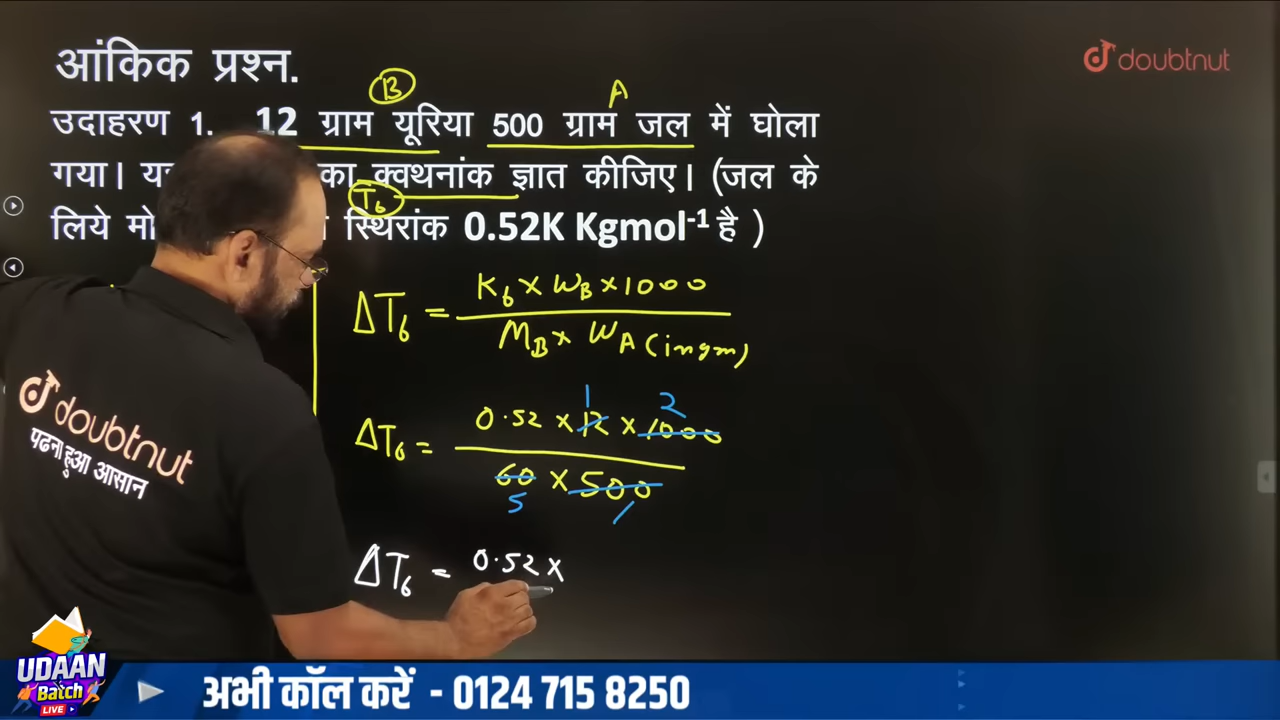 आंकिक प्रश्न.
doubtnut
B
A
उदाहरण 1. 12 ग्राम यूरिया 500 ग्राम जल में घोला
गया। का क्वथनांक ज्ञात कीजिए। (जल के
Tb
लिये स्थिरांक 0.52K Kgmol-1 है )
ΔTb = Kb × WB × 1000
MB × WA (in gm)
1 2
ΔTb = 0.52 × 12 × 1000
60 × 500
5 1
ΔTb = 0.52 ×
doubtnut
पढना हुआ आसान
UDAAN
Batch
LIVE
अभी कॉल करें - 0124 715 8250